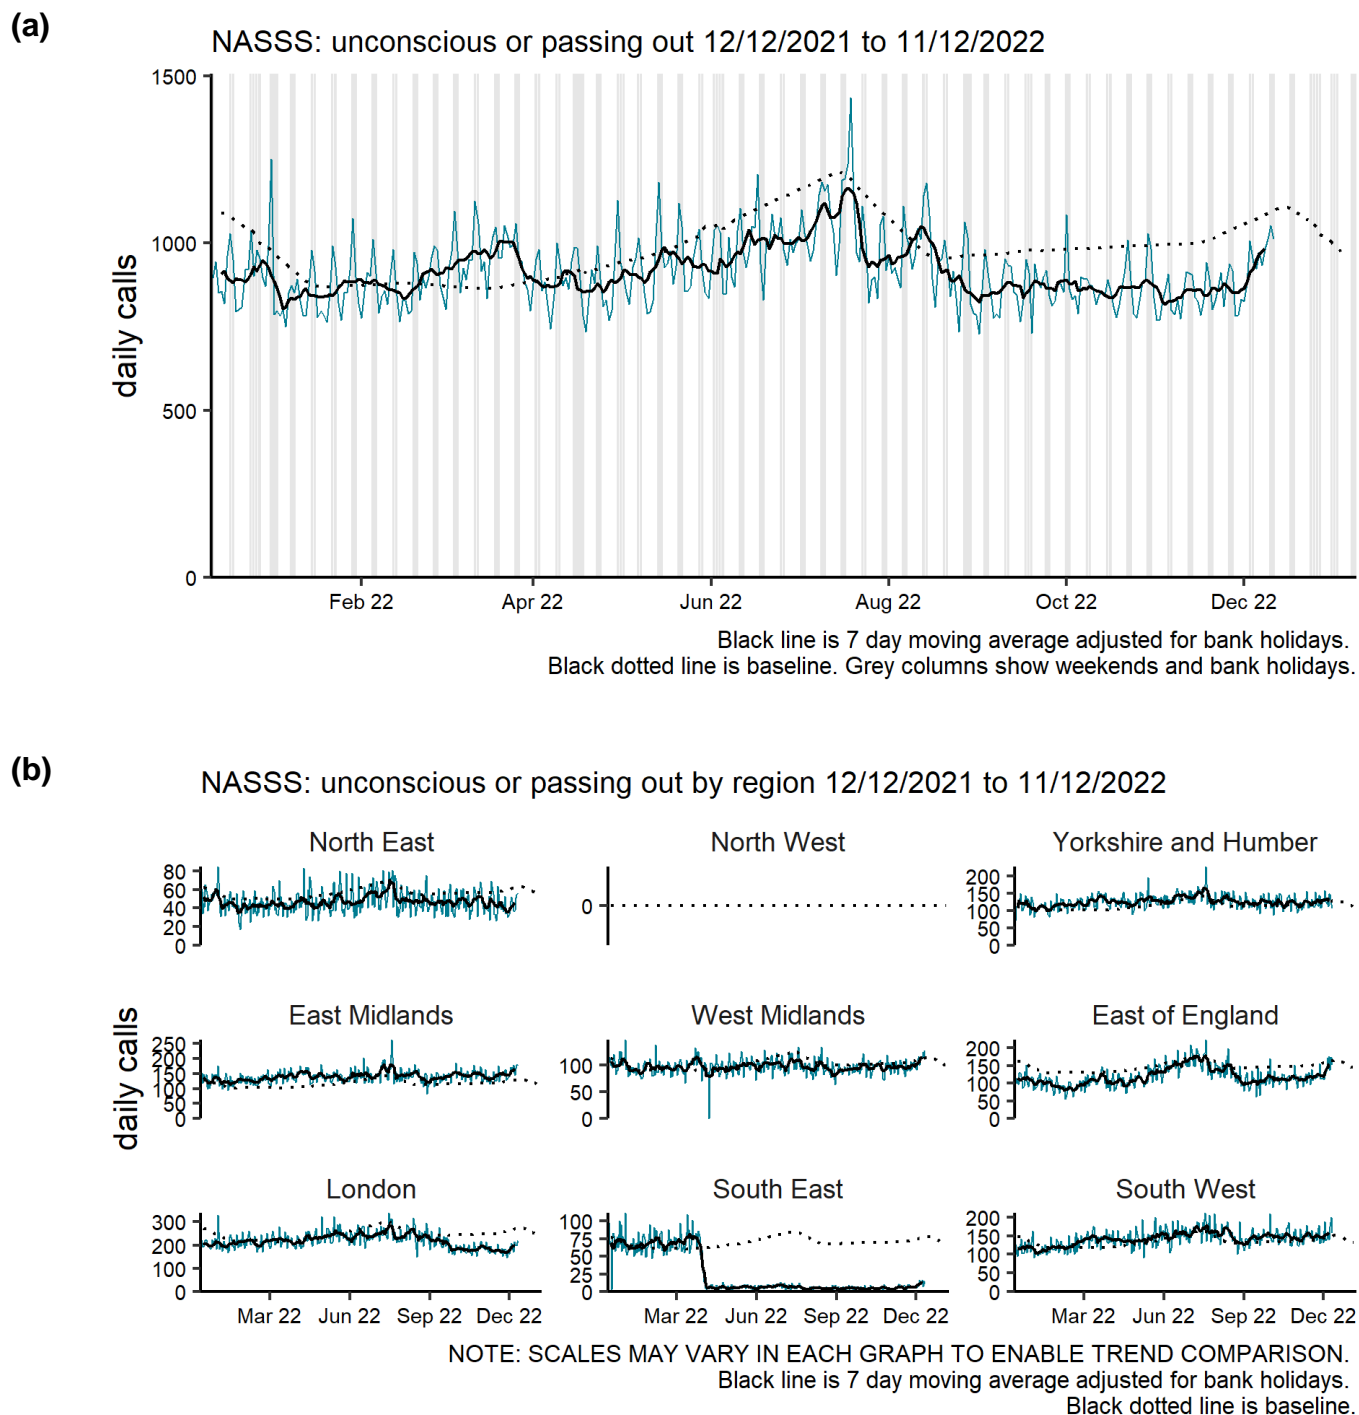 (a)
NASSS: unconscious or passing out 12/12/2021 to 11/12/2022
1500
1000
500
0
daily calls
Feb 22 Apr 22 Jun 22 Aug 22 Oct 22 Dec 22
Black line is 7 day moving average adjusted for bank holidays.
Black dotted line is baseline. Grey columns show weekends and bank holidays.
(b)
NASSS: unconscious or passing out by region 12/12/2021 to 11/12/2022
North East North West Yorkshire and Humber
80
60
40
20
0
0
200
150
100
50
0
daily calls
East Midlands West Midlands East of England
250
200
150
100
50
0
100
50
0
200
150
100
50
0
London South East South West
300
200
100
0
100
75
50
25
0
200
150
100
50
0
Mar 22 Jun 22 Sep 22 Dec 22 Mar 22 Jun 22 Sep 22 Dec 22 Mar 22 Jun 22 Sep 22 Dec 22
NOTE: SCALES MAY VARY IN EACH GRAPH TO ENABLE TREND COMPARISON.
Black line is 7 day moving average adjusted for bank holidays.
Black dotted line is baseline.